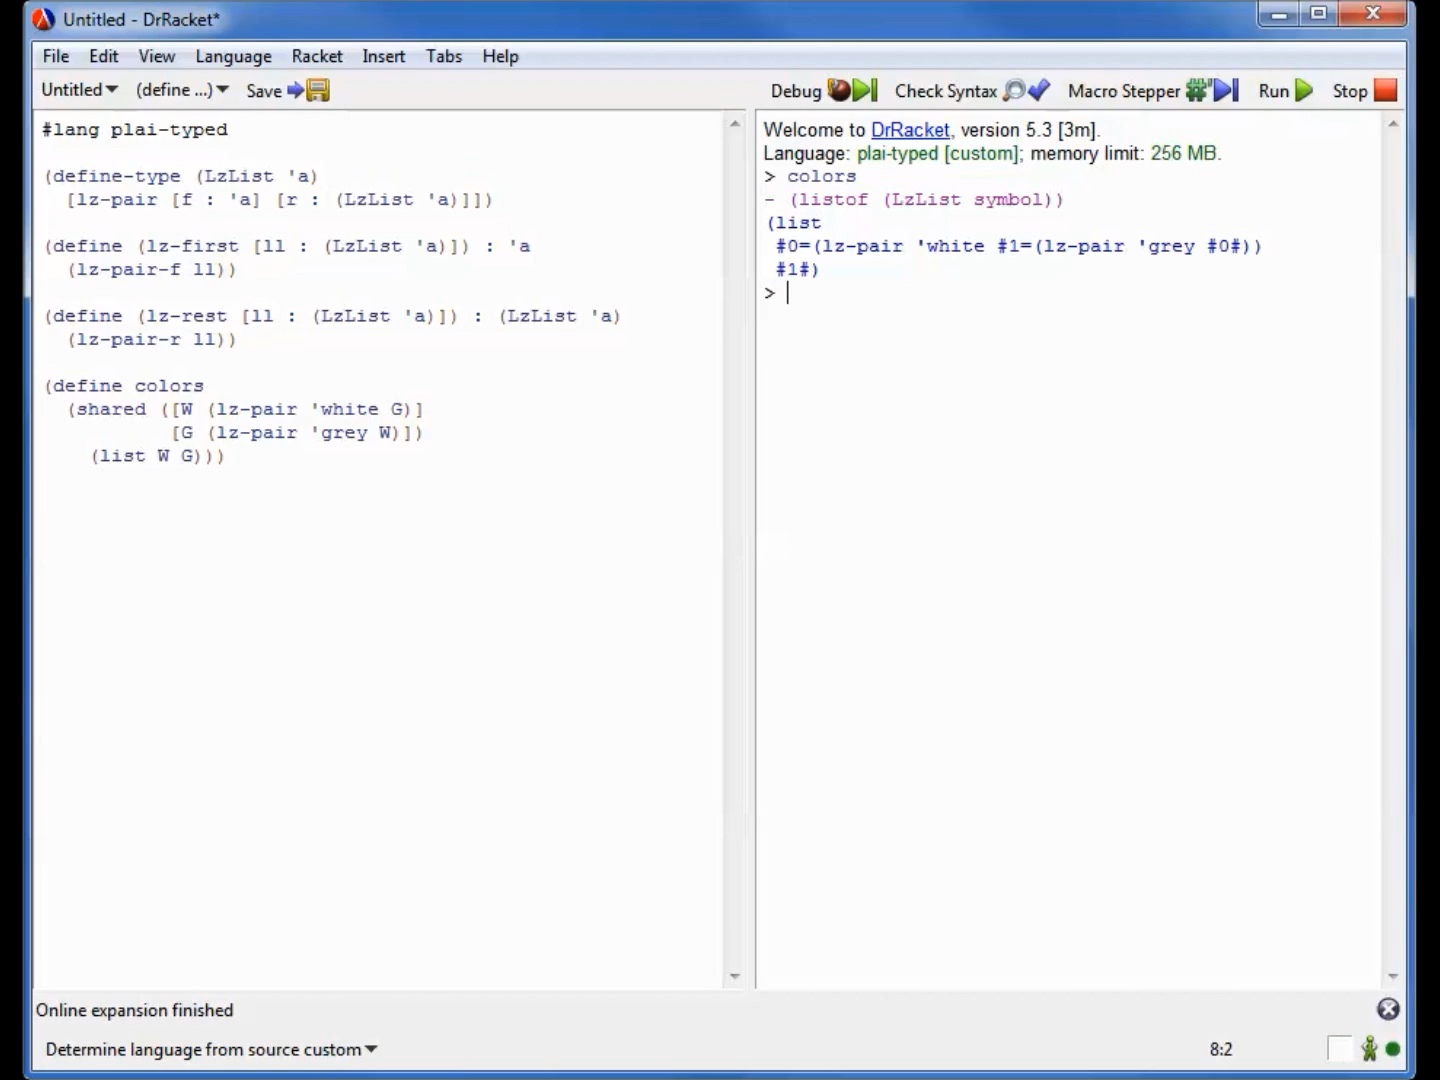 Untitled - DrRacket*
File Edit View Language Racket Insert Tabs Help
Untitled (define ...) Save Debug Check Syntax Macro Stepper Run Stop
#lang plai-typed
(define-type (LzList 'a)
[lz-pair [f : 'a] [r : (LzList 'a)]])
(define (lz-first [ll : (LzList 'a)]) : 'a
(lz-pair-f ll))
(define (lz-rest [ll : (LzList 'a)]) : (LzList 'a)
(lz-pair-r ll))
(define colors
(shared ([W (lz-pair 'white G)]
[G (lz-pair 'grey W)])
(list W G)))
Welcome to DrRacket, version 5.3 [3m].
Language: plai-typed [custom]; memory limit: 256 MB.
> colors
- (listof (LzList symbol))
(list
#0=(lz-pair 'white #1=(lz-pair 'grey #0#))
#1#)
>
Online expansion finished
Determine language from source custom 8:2